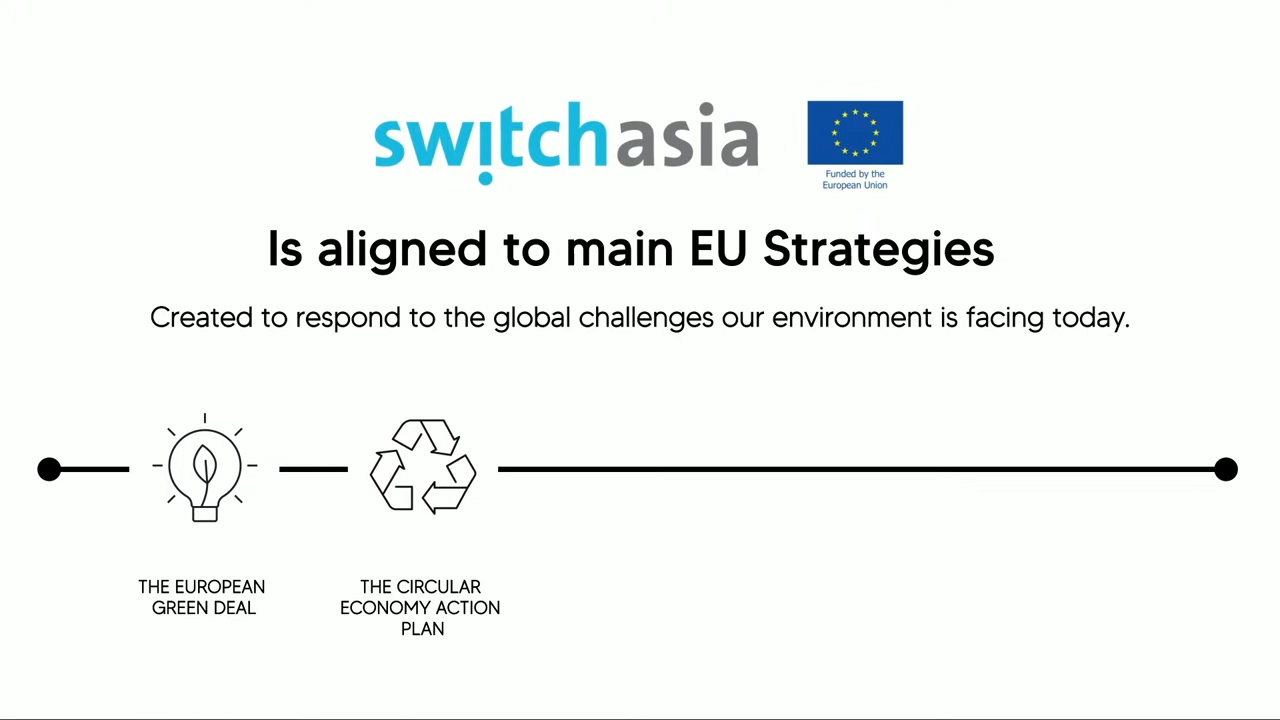 switchasia
Funded by the
European Union
Is aligned to main EU Strategies
Created to respond to the global challenges our environment is facing today.
THE EUROPEAN
GREEN DEAL
THE CIRCULAR
ECONOMY ACTION
PLAN